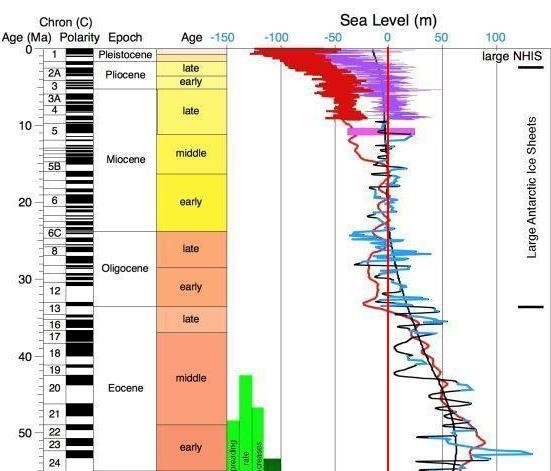 Sea Level (m)
Chron (C)
Age (Ma) Polarity Epoch Age -150 -100 -50 0 50 100
0 1 Pleistocene large NHIS
2A Pliocene late
3 early
3A
4 late
10
5
middle
Miocene
5B
20 6 early
6C
8 late
Oligocene
30
12 early
13
16 late
17
18
40
19
20 middle
Eocene
21
22
50 23 early
24
reading
rate
creases
Large Antarctic Ice Sheets